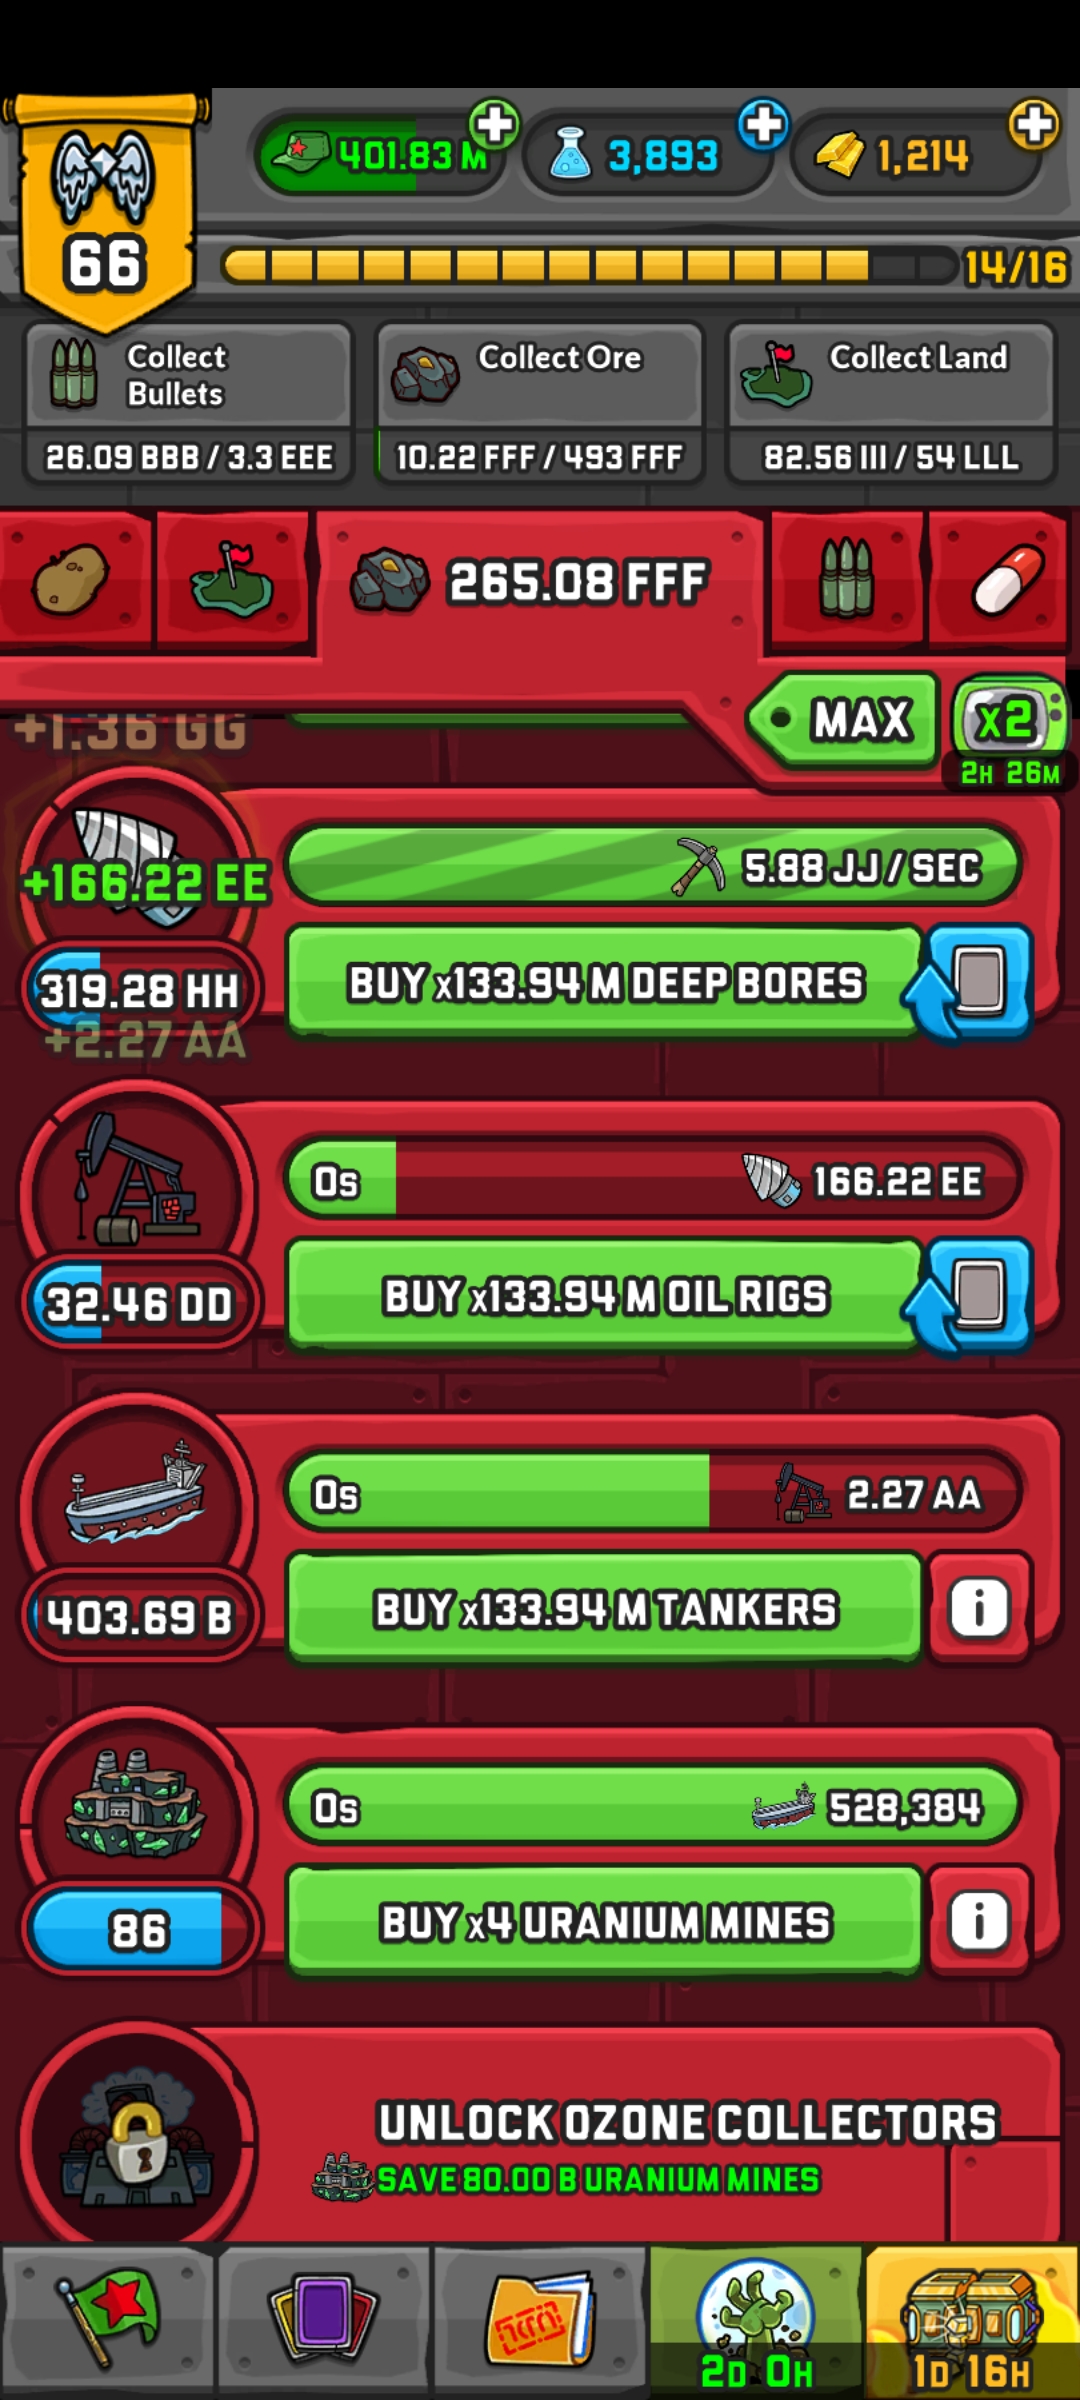 401.83 M
3,893
1,214
66
14/16
Collect
Bullets
26.09 BBB / 3.3 EEE
Collect Ore
10.22 FFF / 493 FFF
Collect Land
82.56 III / 54 LLL
265.08 FFF
MAX
x2
2H 26M
+1.36 GG
+166.22 EE
5.88 JJ / SEC
319.28 HH
BUY x133.94 M DEEP BORES
+2.27 AA
0s
166.22 EE
32.46 DD
BUY x133.94 M OIL RIGS
0s
2.27 AA
403.69 B
BUY x133.94 M TANKERS
i
0s
528,384
86
BUY x4 URANIUM MINES
i
UNLOCK OZONE COLLECTORS
SAVE 80.00 B URANIUM MINES
2D 0H
1D 16H